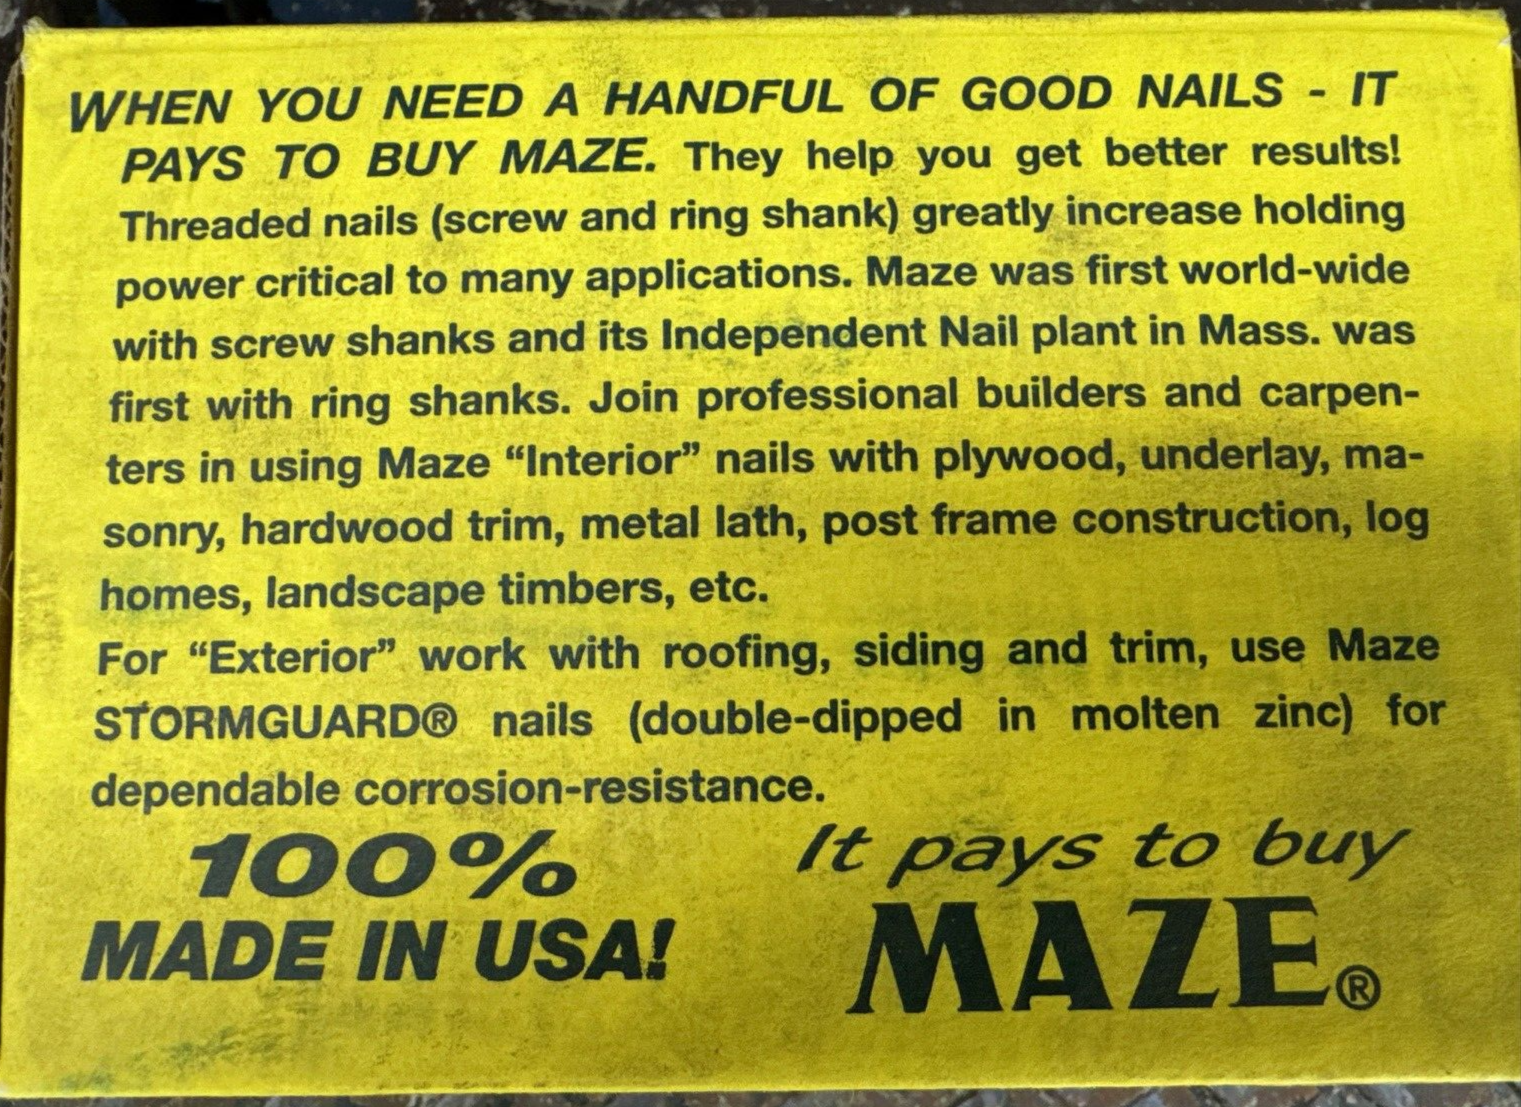 WHEN YOU NEED A HANDFUL OF GOOD NAILS - IT
PAYS TO BUY MAZE. They help you get better results!
Threaded nails (screw and ring shank) greatly increase holding
power critical to many applications. Maze was first world-wide
with screw shanks and its Independent Nail plant in Mass. was
first with ring shanks. Join professional builders and carpen-
ters in using Maze “Interior” nails with plywood, underlay, ma-
sonry, hardwood trim, metal lath, post frame construction, log
homes, landscape timbers, etc.
For “Exterior” work with roofing, siding and trim, use Maze
STORMGUARD® nails (double-dipped in molten zinc) for
dependable corrosion-resistance.
100%
MADE IN USA!
It pays to buy
MAZE®